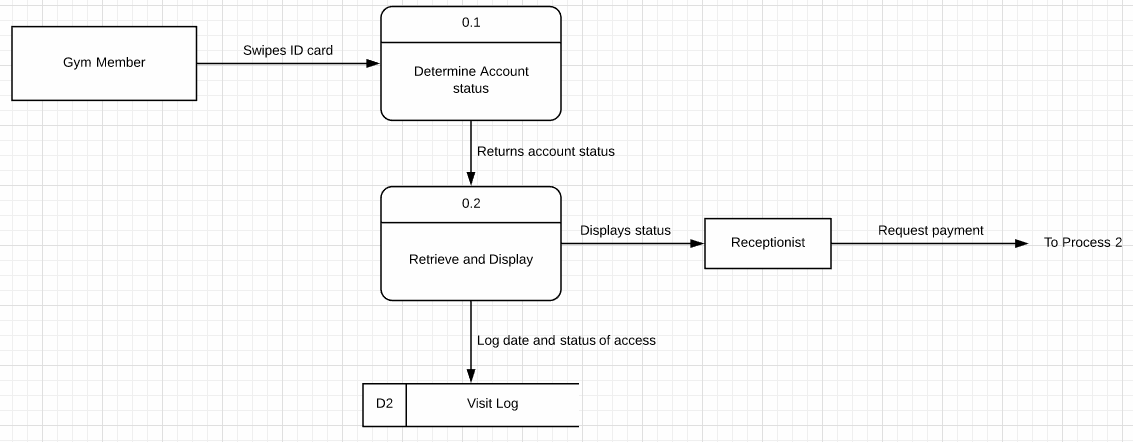 0.1
Gym Member
Swipes ID card
Determine Account
status
Returns account status
0.2
Retrieve and Display
Displays status
Receptionist
Request payment
To Process 2
Log date and status of access
D2
Visit Log